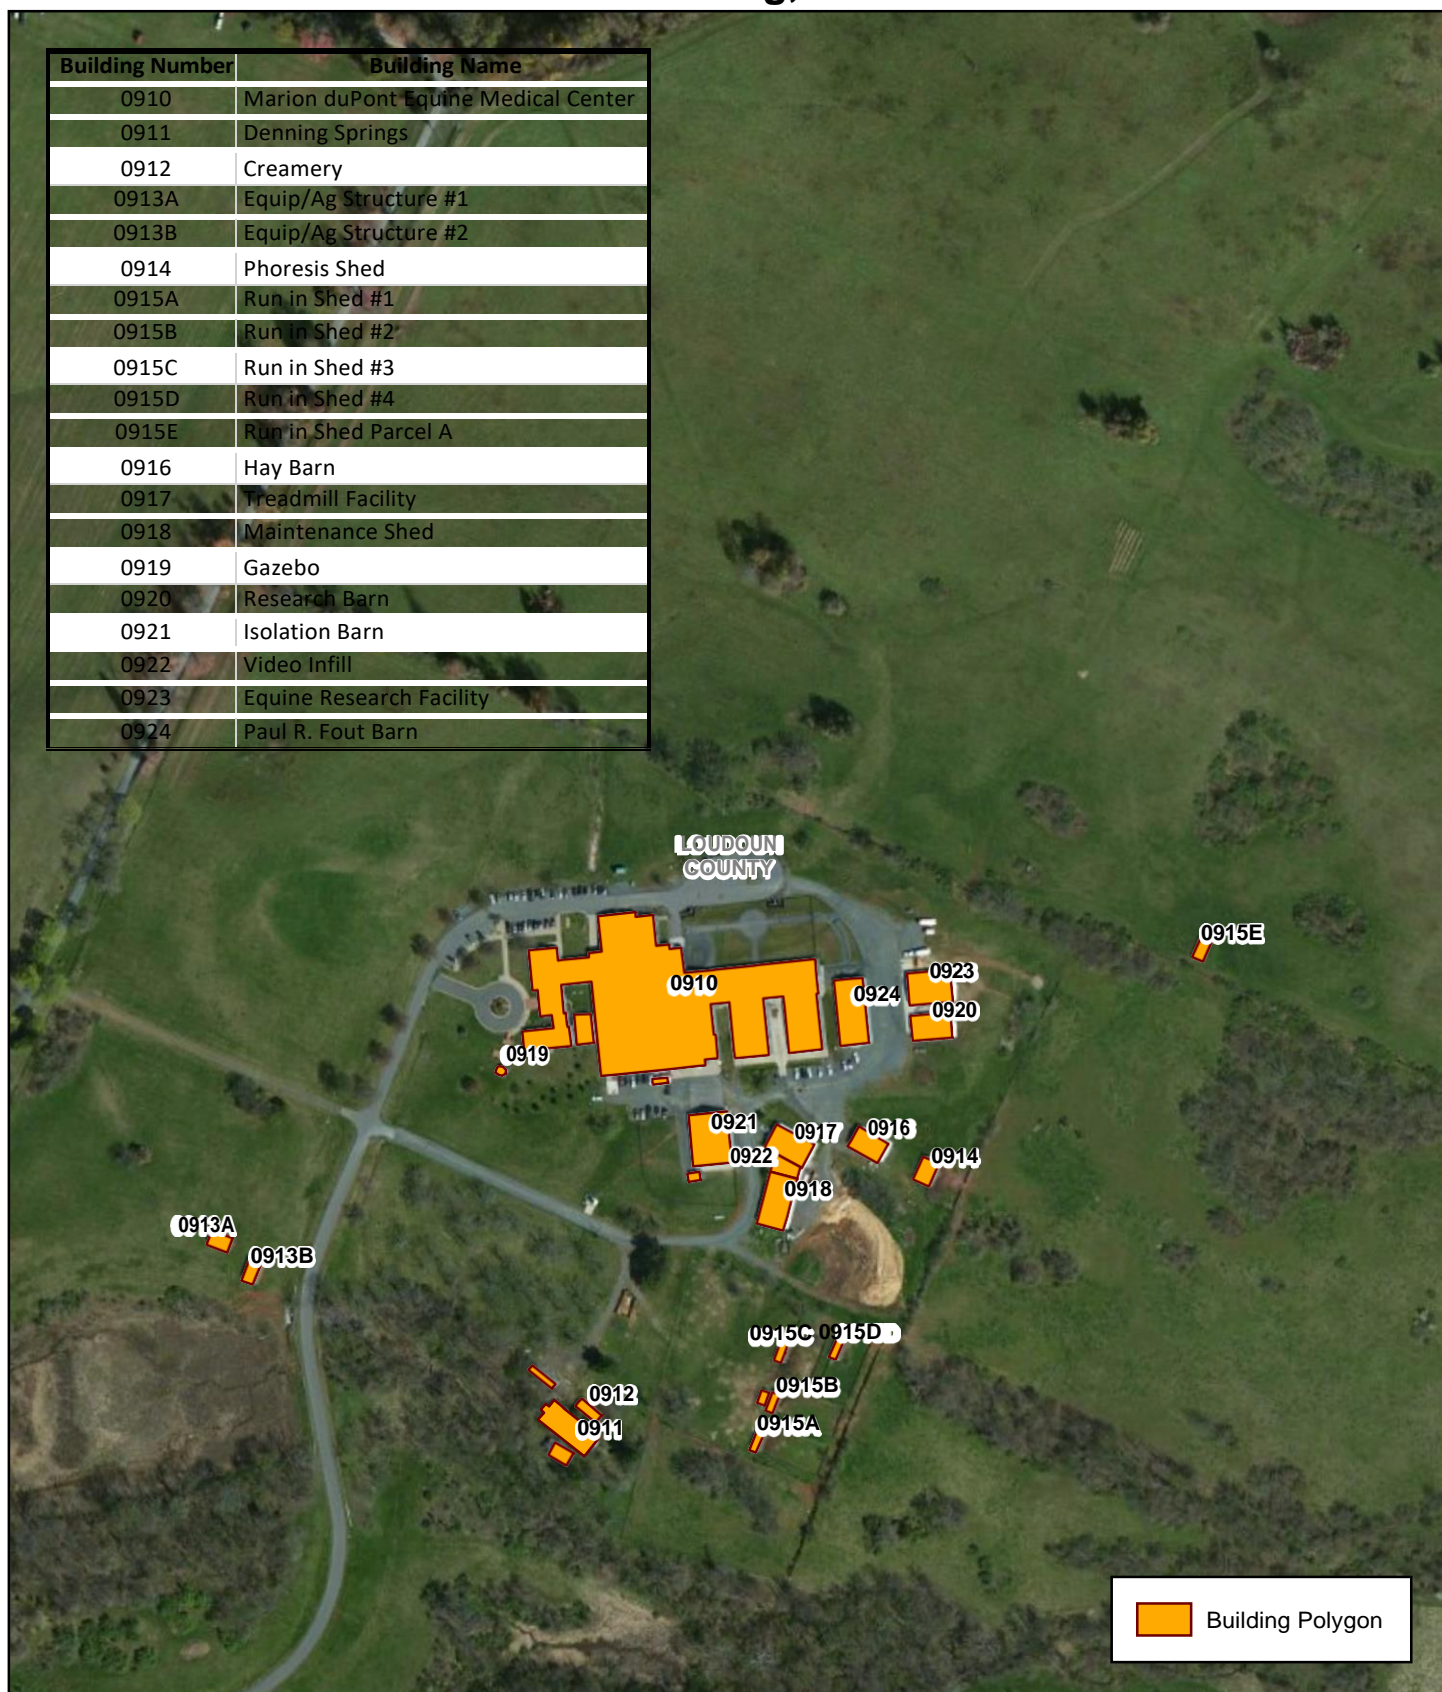 Building Number Building Name
0910 Marion duPont Equine Medical Center
0911 Denning Springs
0912 Creamery
0913A Equip/Ag Structure #1
0913B Equip/Ag Structure #2
0914 Phoresis Shed
0915A Run in Shed #1
0915B Run in Shed #2
0915C Run in Shed #3
0915D Run in Shed #4
0915E Run in Shed Parcel A
0916 Hay Barn
0917 Treadmill Facility
0918 Maintenance Shed
0919 Gazebo
0920 Research Barn
0921 Isolation Barn
0922 Video Infill
0923 Equine Research Facility
0924 Paul R. Fout Barn
LOUDOUN
COUNTY
0915E
0923
0910
0924
0920
0919
0921
0917
0916
0922
0914
0918
0913A
0913B
0915C
0915D
0915B
0912
0915A
0911
Building Polygon